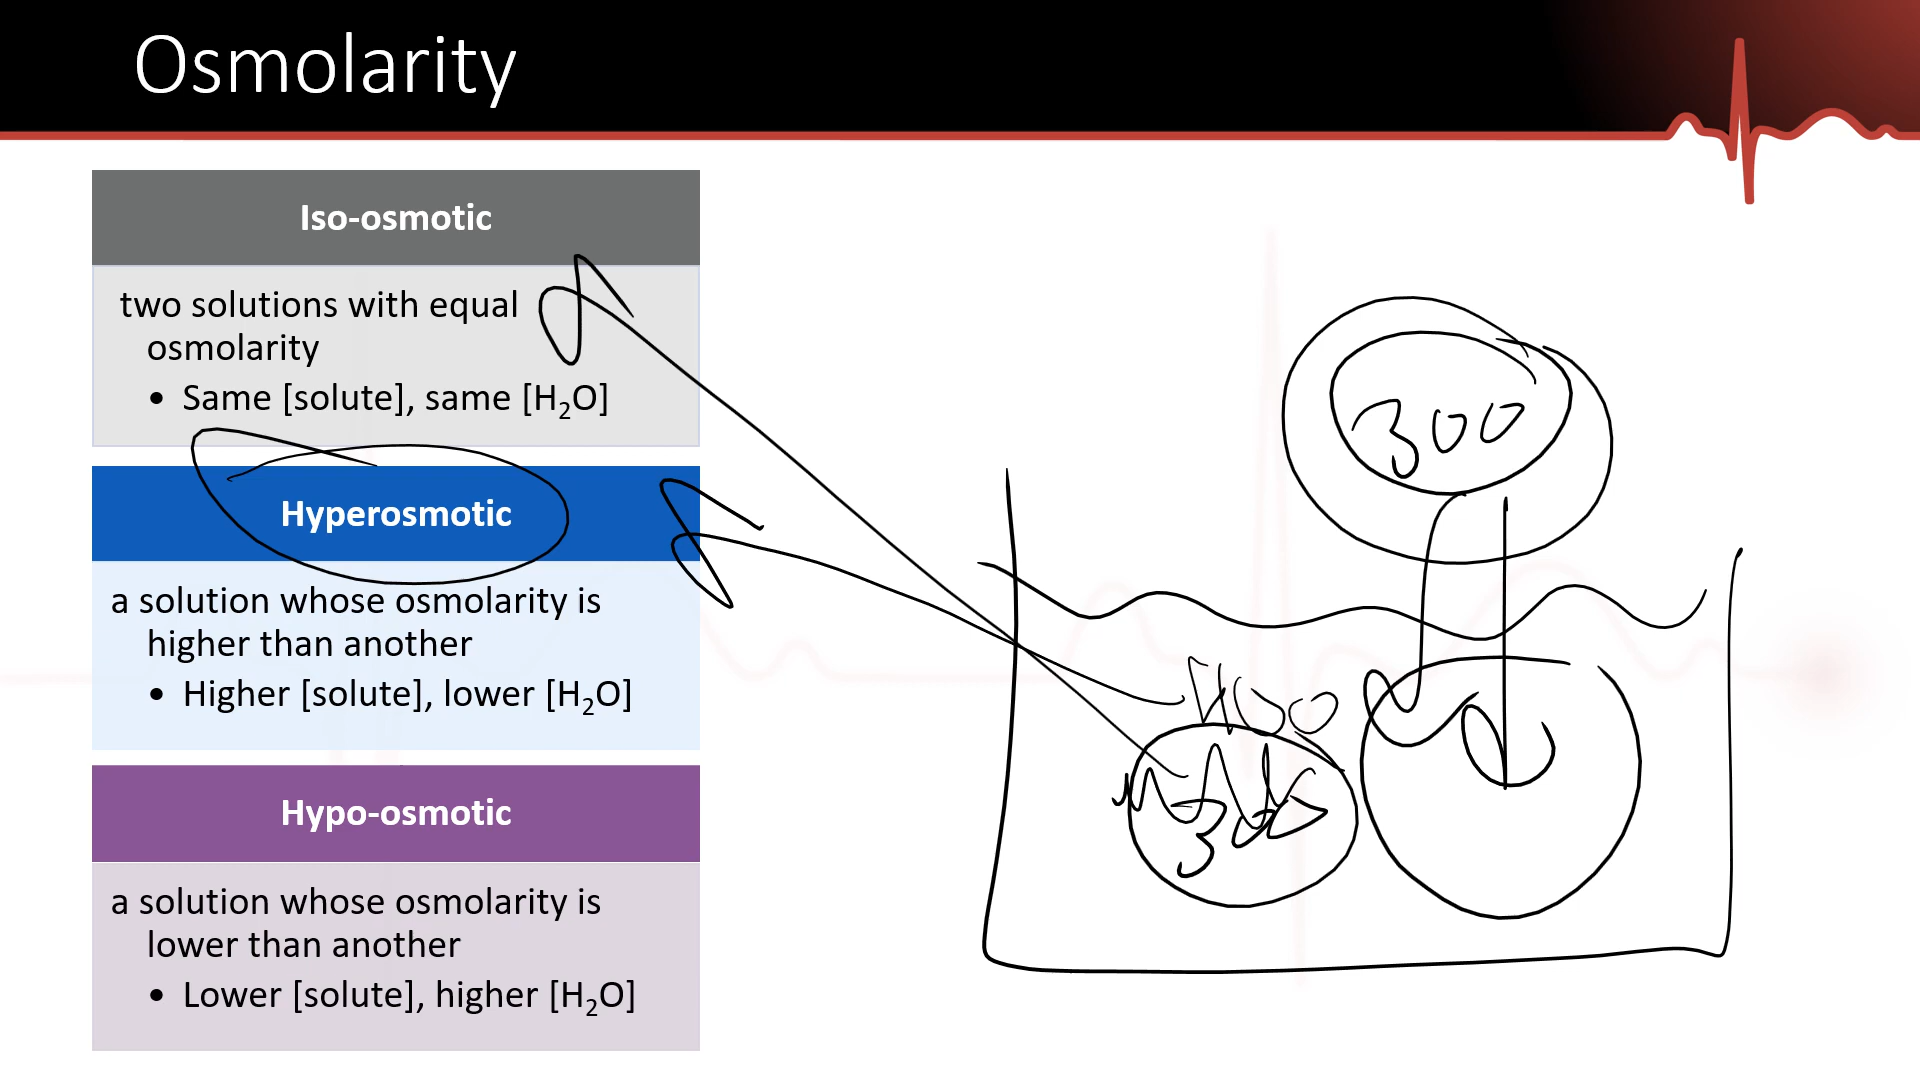 Osmolarity
Iso-osmotic
two solutions with equal
osmolarity
• Same [solute], same [H₂O]
Hyperosmotic
a solution whose osmolarity is
higher than another
• Higher [solute], lower [H₂O]
Hypo-osmotic
a solution whose osmolarity is
lower than another
• Lower [solute], higher [H₂O]
300